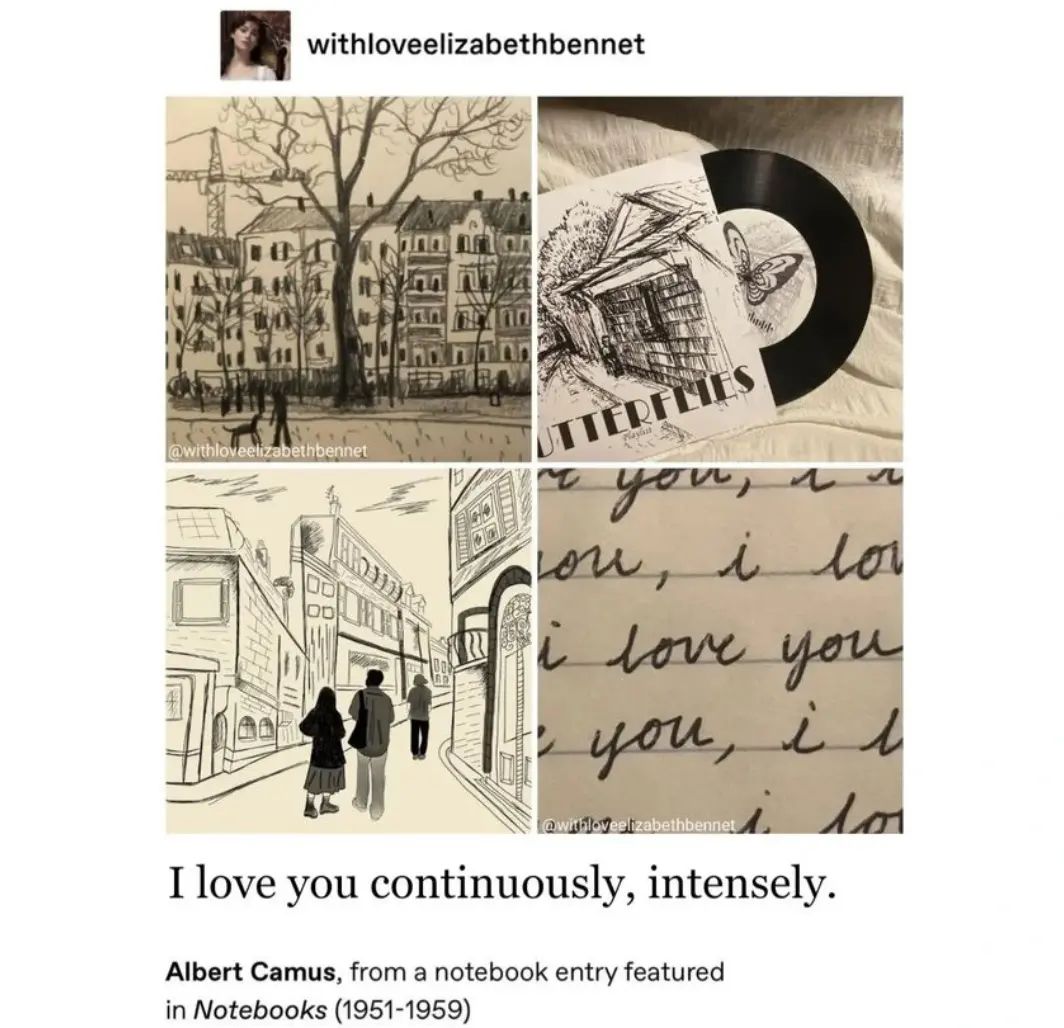 withloveelizabethbennet
@withloveelizabethbennet
UTTERFLIES
playlist
e you, i
ou, i lov
i love you
e you, i l
i lov
@withloveelizabethbennet
I love you continuously, intensely.
Albert Camus, from a notebook entry featured
in Notebooks (1951-1959)